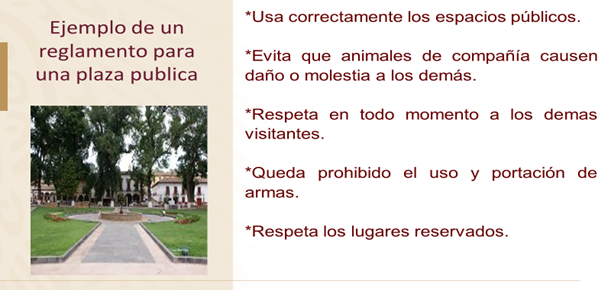 Ejemplo de un
reglamento para
una plaza publica
*Usa correctamente los espacios públicos.
*Evita que animales de compañía causen
daño o molestia a los demás.
*Respeta en todo momento a los demas
visitantes.
*Queda prohibido el uso y portación de
armas.
*Respeta los lugares reservados.